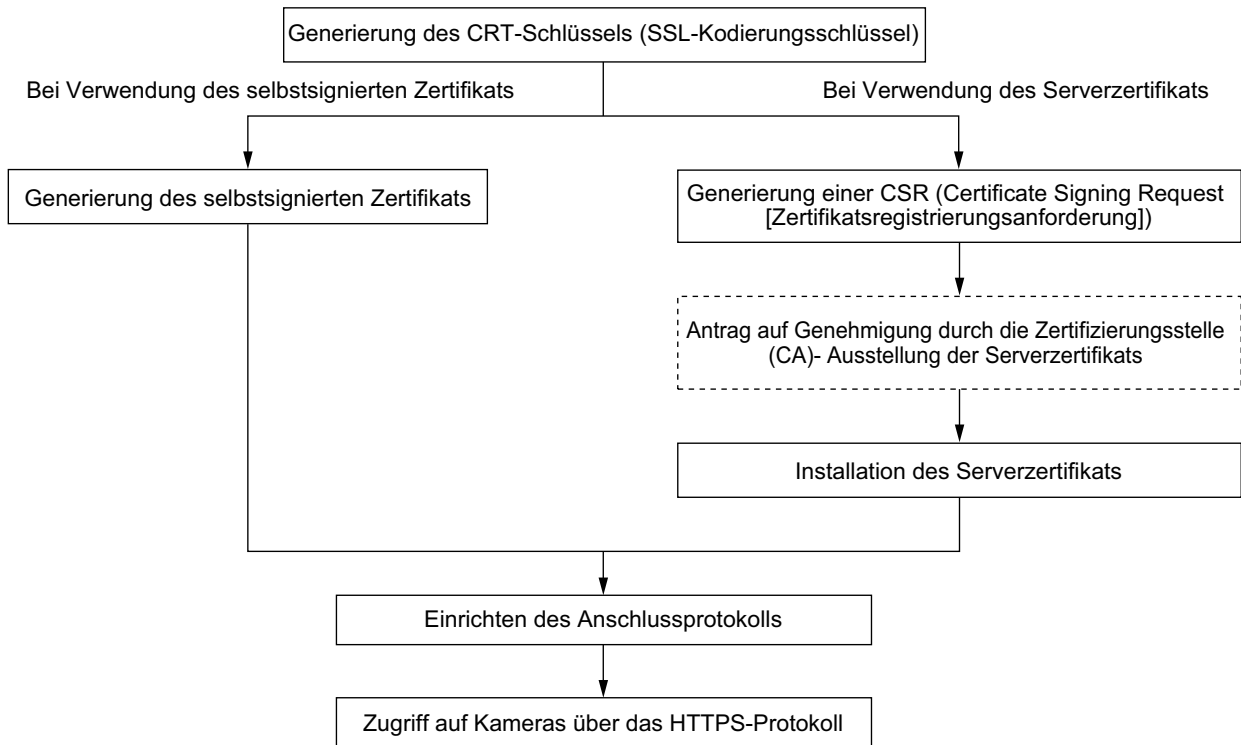 Generierung des CRT-Schlüssels (SSL-Kodierungsschlüssel)
Bei Verwendung des selbstsignierten Zertifikats
Bei Verwendung des Serverzertifikats
Generierung des selbstsignierten Zertifikats
Generierung einer CSR (Certificate Signing Request
[Zertifikatsregistrierungsanforderung])
Antrag auf Genehmigung durch die Zertifizierungsstelle
(CA)- Ausstellung der Serverzertifikats
Installation des Serverzertifikats
Einrichten des Anschlussprotokolls
Zugriff auf Kameras über das HTTPS-Protokoll